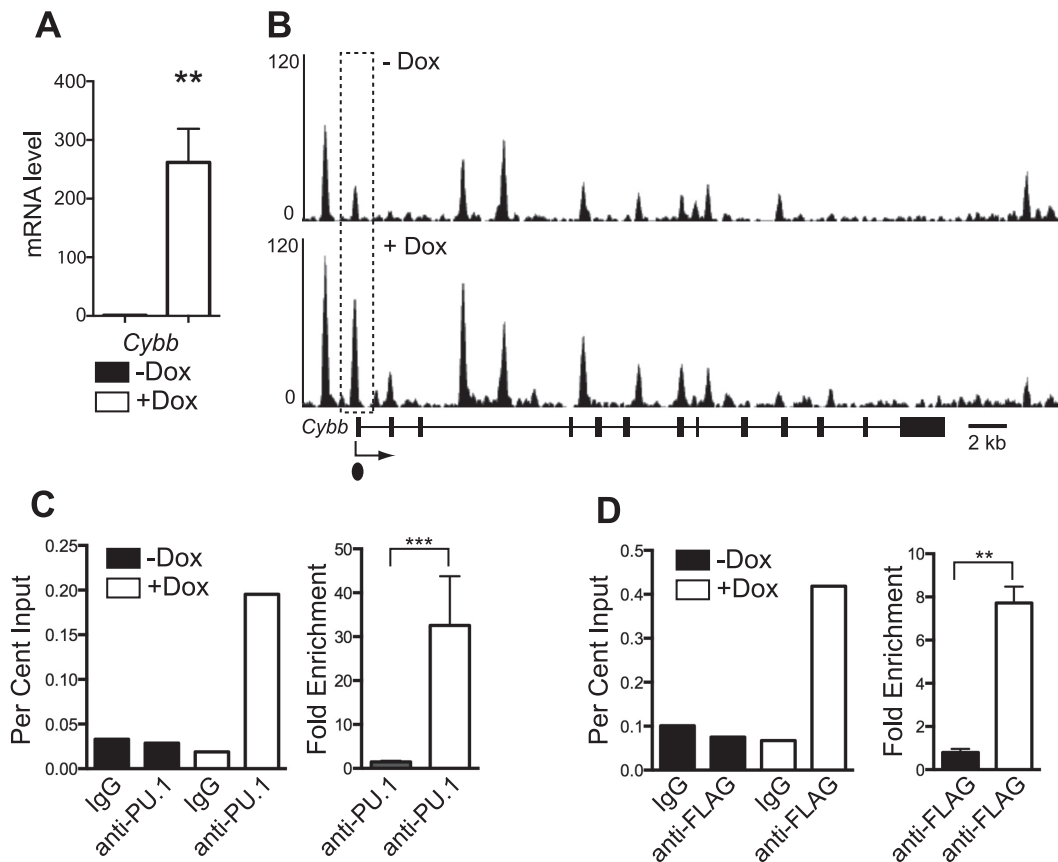 A
mRNA level
400
300
200
100
0
**
Cybb
-Dox
+Dox
B
120
0
- Dox
120
0
+ Dox
Cybb
2 kb
C
Per Cent Input
0.25
0.20
0.15
0.10
0.05
0.00
-Dox
+Dox
IgG
anti-PU.1
IgG
anti-PU.1
Fold Enrichment
50
40
30
20
10
0
***
anti-PU.1
anti-PU.1
D
Per Cent Input
0.5
0.4
0.3
0.2
0.1
0.0
-Dox
+Dox
IgG
anti-FLAG
IgG
anti-FLAG
Fold Enrichment
10
8
6
4
2
0
**
anti-FLAG
anti-FLAG